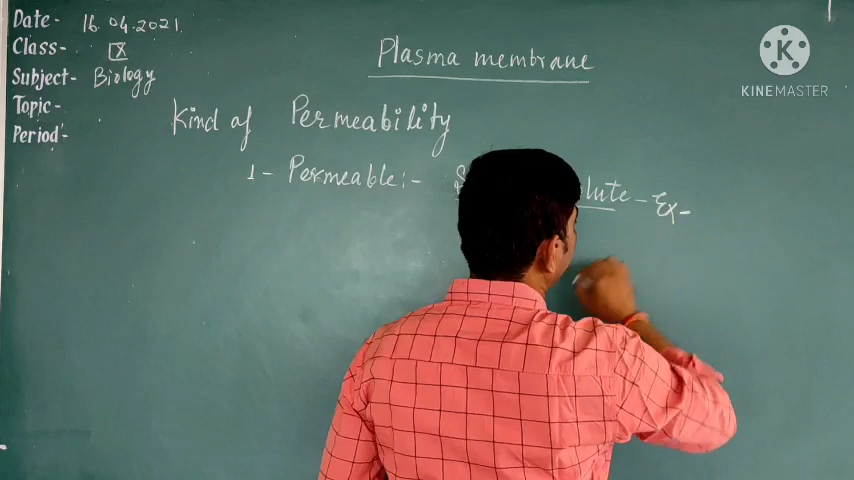 Date- 16.04.2021.
Class- IX
Subject- Biology
Topic-
Period-
Plasma membrane
Kind of Permeability
1- Permeable:- - Ex-
K
KINEMASTER